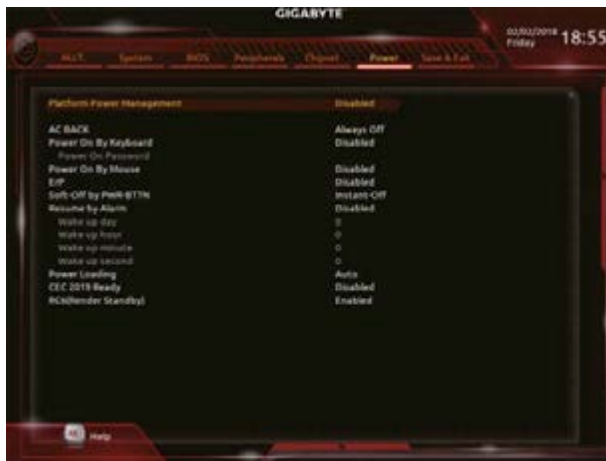 GIGABYTE
02/02/2018 Friday 18:55
M.I.T. System BIOS Peripherals Chipset Power Save & Exit
Platform Power Management Disabled
AC BACK Always Off
Power On By Keyboard Disabled
Power On Password
Power On By Mouse Disabled
ErP Disabled
Soft-Off by PWR-BTTN Instant-Off
Resume by Alarm Disabled
Wake up day 0
Wake up hour 0
Wake up minute 0
Wake up second 0
Power Loading Auto
CEC 2019 Ready Disabled
RC6(Render Standby) Enabled
Help